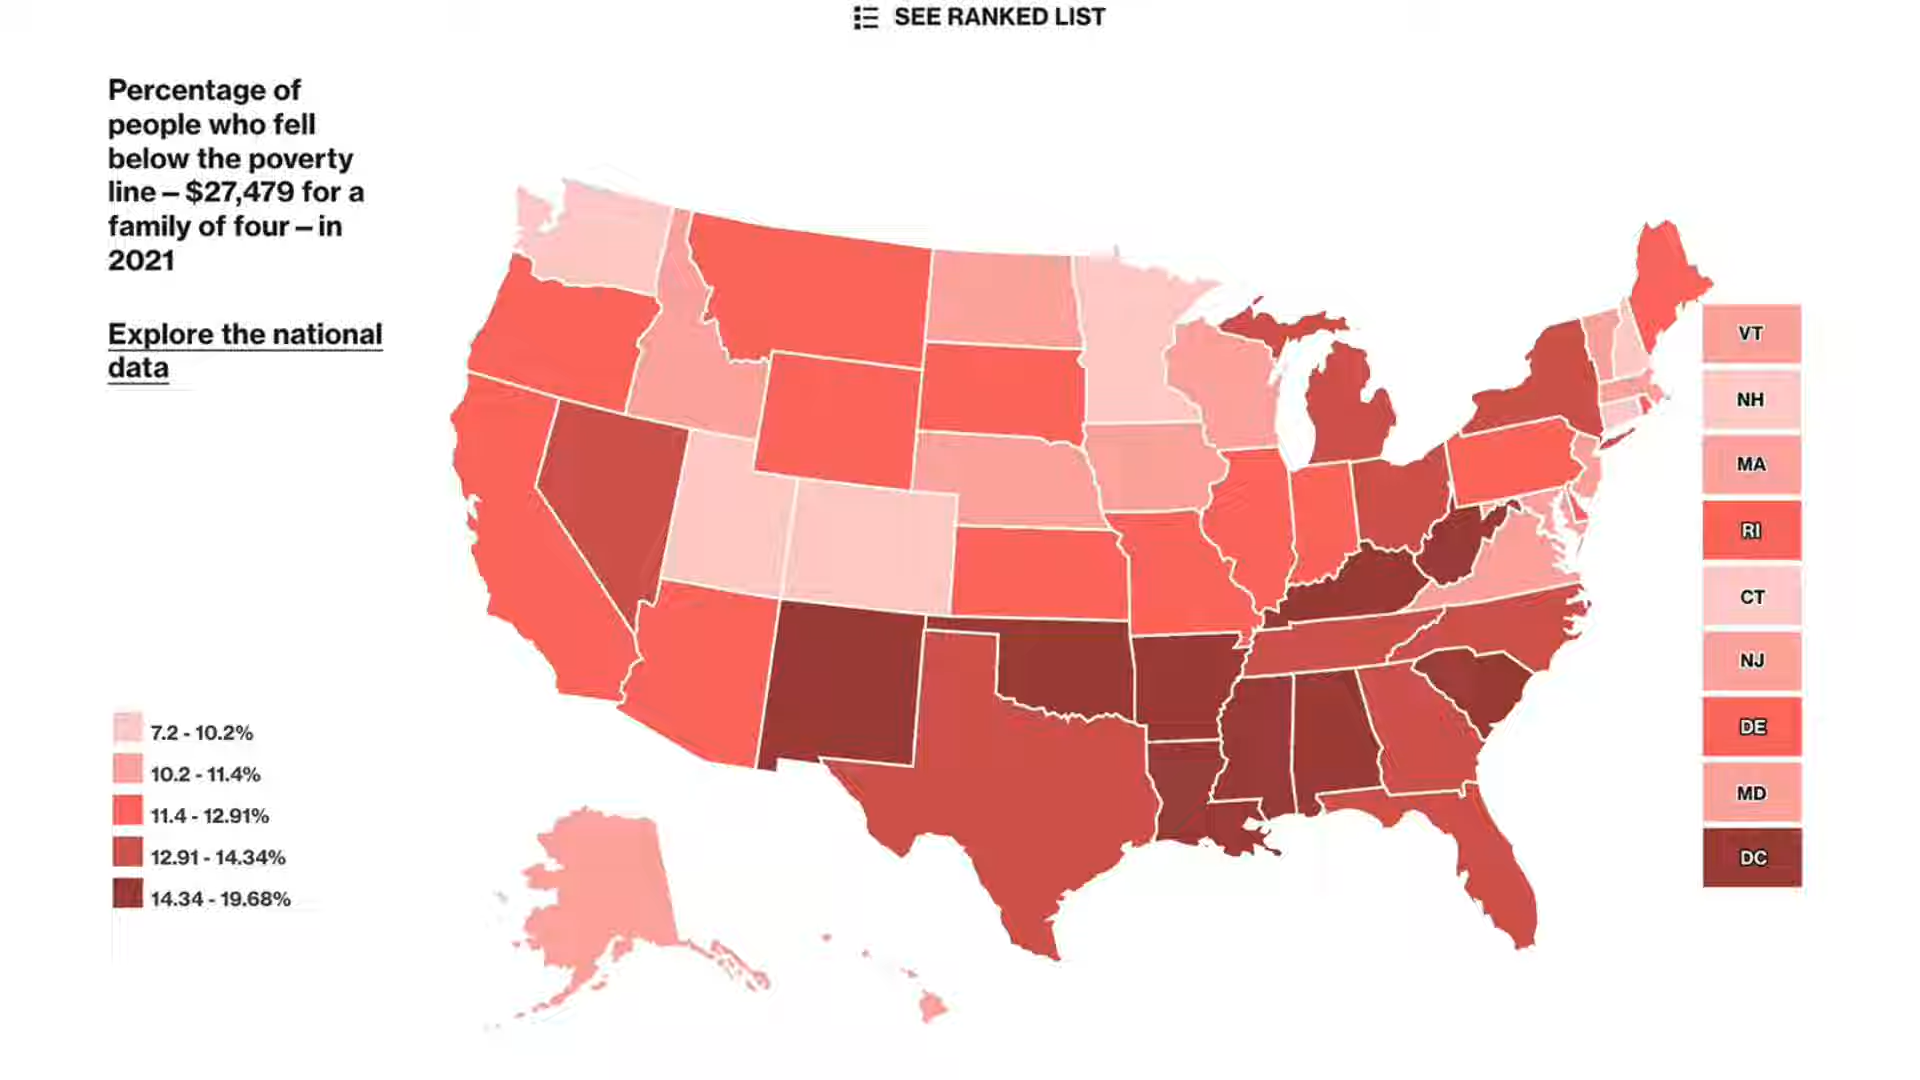 SEE RANKED LIST
Percentage of
people who fell
below the poverty
line – $27,479 for a
family of four – in
2021
Explore the national
data
7.2 - 10.2%
10.2 - 11.4%
11.4 - 12.91%
12.91 - 14.34%
14.34 - 19.68%
VT
NH
MA
RI
CT
NJ
DE
MD
DC